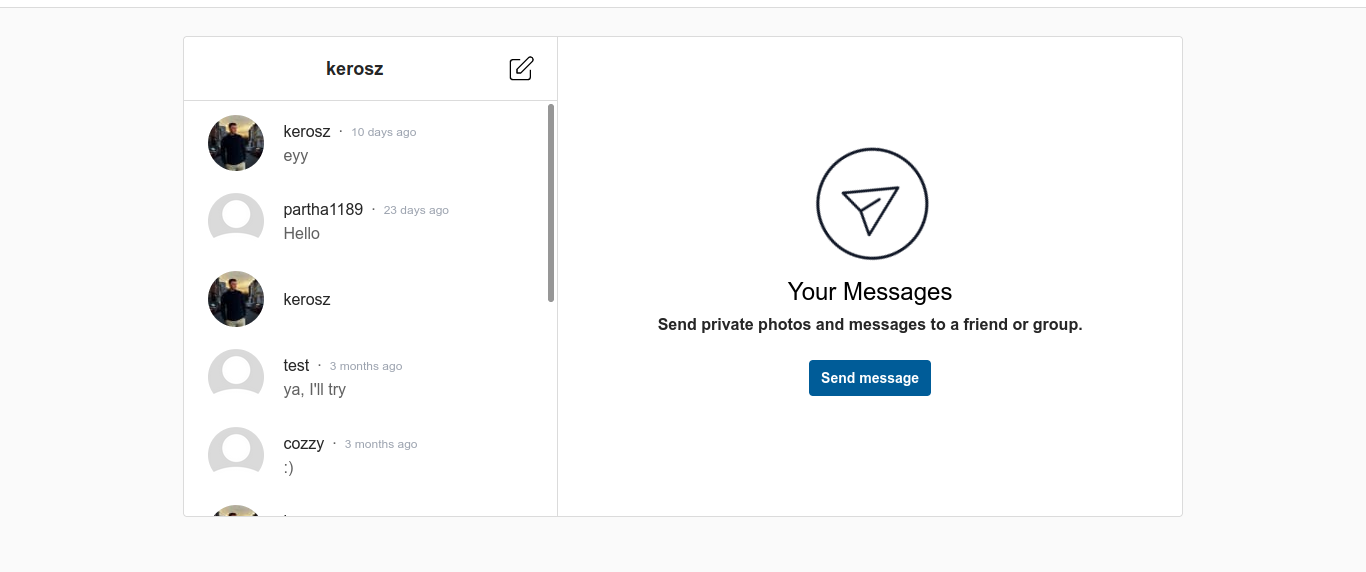 kerosz
kerosz · 10 days ago
eyy
partha1189 · 23 days ago
Hello
kerosz
test · 3 months ago
ya, I'll try
cozzy · 3 months ago
:)
Your Messages
Send private photos and messages to a friend or group.
Send message